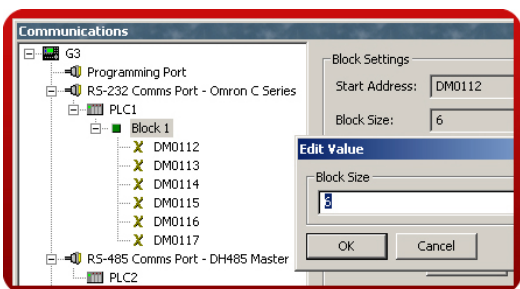 Communications
G3
Programming Port
RS-232 Comms Port - Omron C Series
PLC1
Block 1
DM0112
DM0113
DM0114
DM0115
DM0116
DM0117
RS-485 Comms Port - DH485 Master
PLC2
Block Settings
Start Address: DM0112
Block Size: 6
Edit Value
Block Size
6
OK Cancel